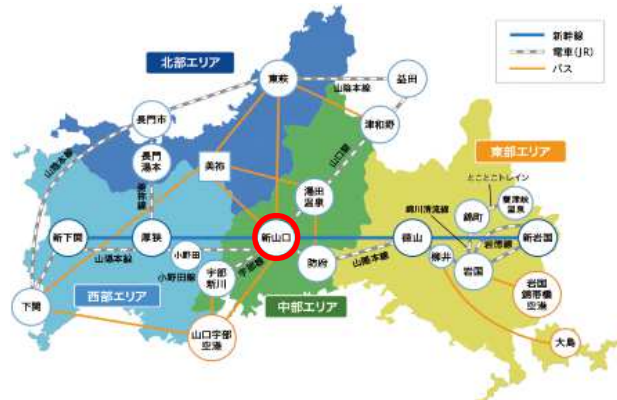 新幹線
電車(JR)
バス
北部エリア
東萩
益田
山陰本線
長門市
津和野
長門
湯本
美祢
山口線
東部エリア
山陰本線
美祢線
湯田
温泉
とことこトレイン
錦川清流線
錦町
雙津峡
温泉
新下関
厚狭
小野田
新山口
徳山
岩徳線
新岩国
山陽本線
小野田線
宇部
新川
宇部線
防府
山陽本線
柳井
岩国
下関
西部エリア
中部エリア
岩国
錦帯橋
空港
山口宇部
空港
大島